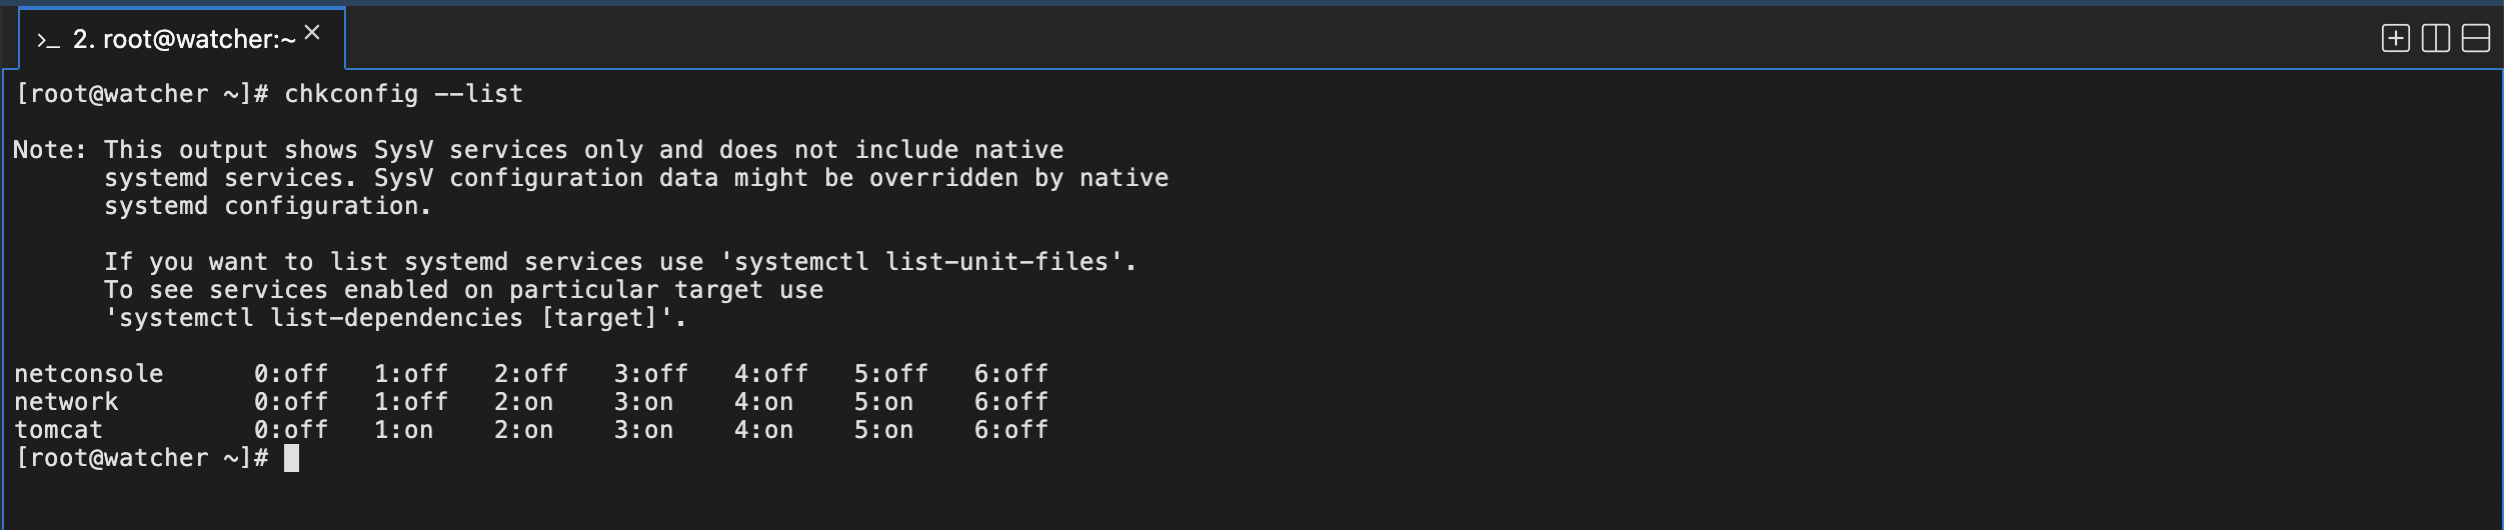 >_ 2. root@watcher:~ ×
[root@watcher ~]# chkconfig --list
Note: This output shows SysV services only and does not include native
systemd services. SysV configuration data might be overridden by native
systemd configuration.
If you want to list systemd services use 'systemctl list-unit-files'.
To see services enabled on particular target use
'systemctl list-dependencies [target]'.
netconsole 0:off 1:off 2:off 3:off 4:off 5:off 6:off
network 0:off 1:off 2:on 3:on 4:on 5:on 6:off
tomcat 0:off 1:on 2:on 3:on 4:on 5:on 6:off
[root@watcher ~]#